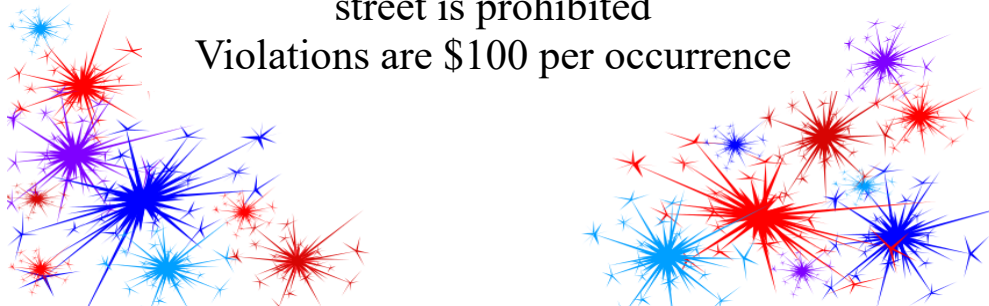 street is prohibited
Violations are $100 per occurrence